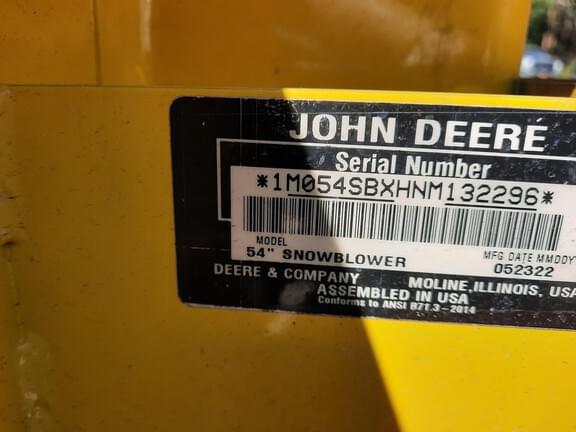 JOHN DEERE
Serial Number
*1M054SBXHNM132296*
MODEL
54" SNOWBLOWER
MFG DATE MMDDY
052322
DEERE & COMPANY
MOLINE, ILLINOIS, USA
ASSEMBLED IN USA
Conforms to ANSI B71.3 - 2014